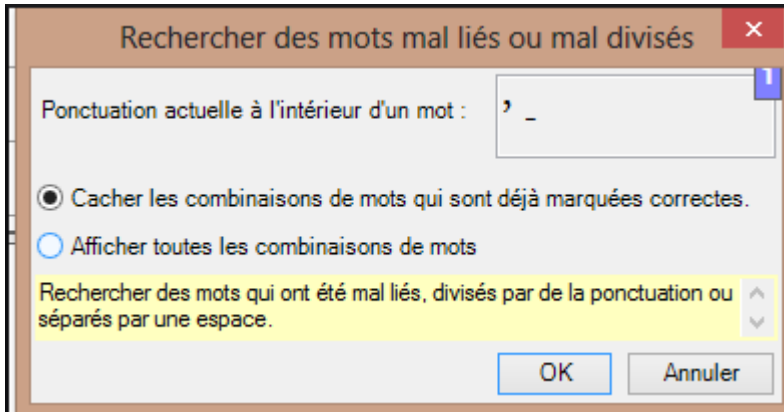 Rechercher des mots mal liés ou mal divisés
Ponctuation actuelle à l'intérieur d'un mot : ’ -
1
Cacher les combinaisons de mots qui sont déjà marquées correctes.
Afficher toutes les combinaisons de mots
Rechercher des mots qui ont été mal liés, divisés par de la ponctuation ou
séparés par une espace.
OK Annuler